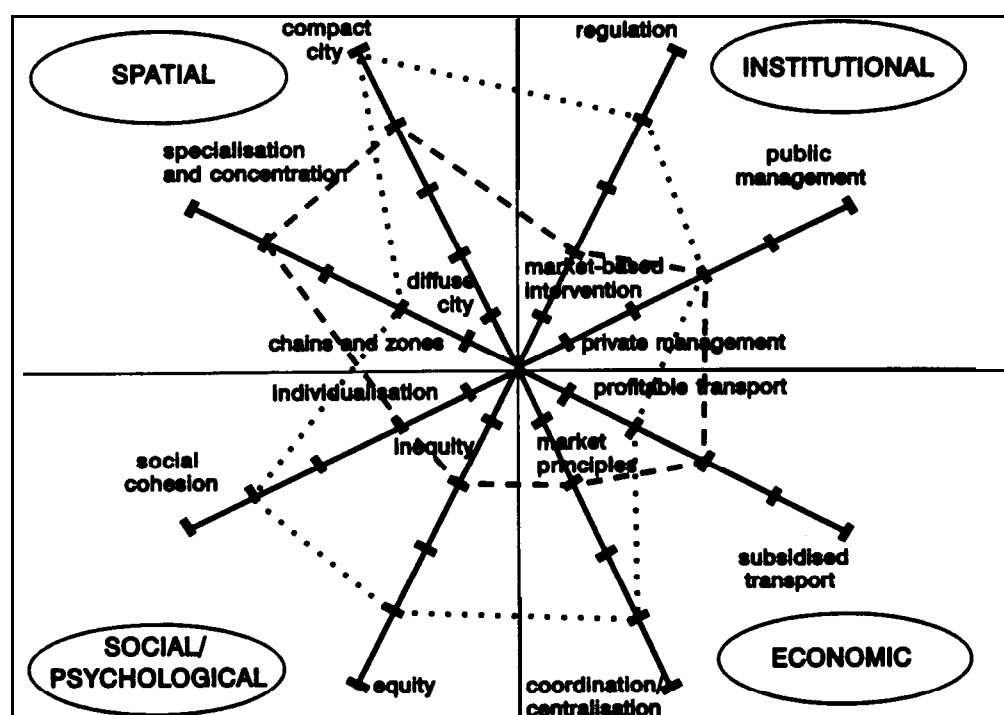 compact
city
regulation
SPATIAL
INSTITUTIONAL
specialisation
and concentration
public
management
diffuse
city
market-based
intervention
chains and zones
private management
individualisation
profitable transport
inequity
market
principles
social
cohesion
subsidised
transport
SOCIAL/
PSYCHOLOGICAL
ECONOMIC
equity
coordination/
centralisation